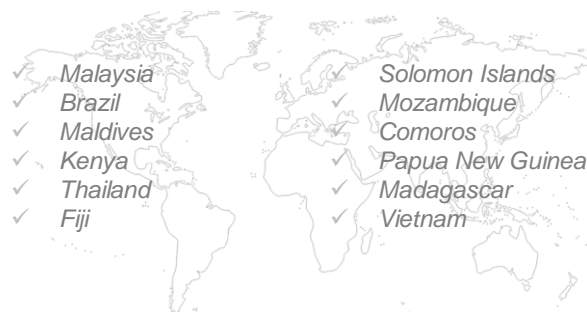 ✓ Malaysia
✓ Brazil
✓ Maldives
✓ Kenya
✓ Thailand
✓ Fiji
✓ Solomon Islands
✓ Mozambique
✓ Comoros
✓ Papua New Guinea
✓ Madagascar
✓ Vietnam